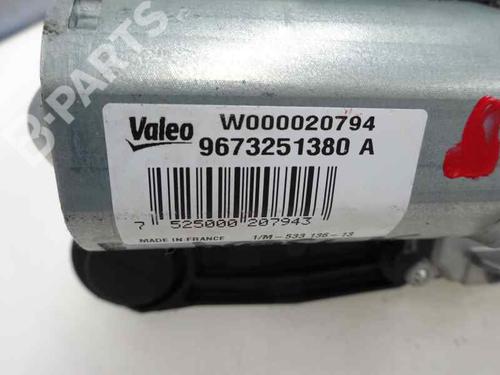 Valeo W000020794
9673251380 A
7 525000 207943
MADE IN FRANCE 1/M-533 136-13
B-PARTS